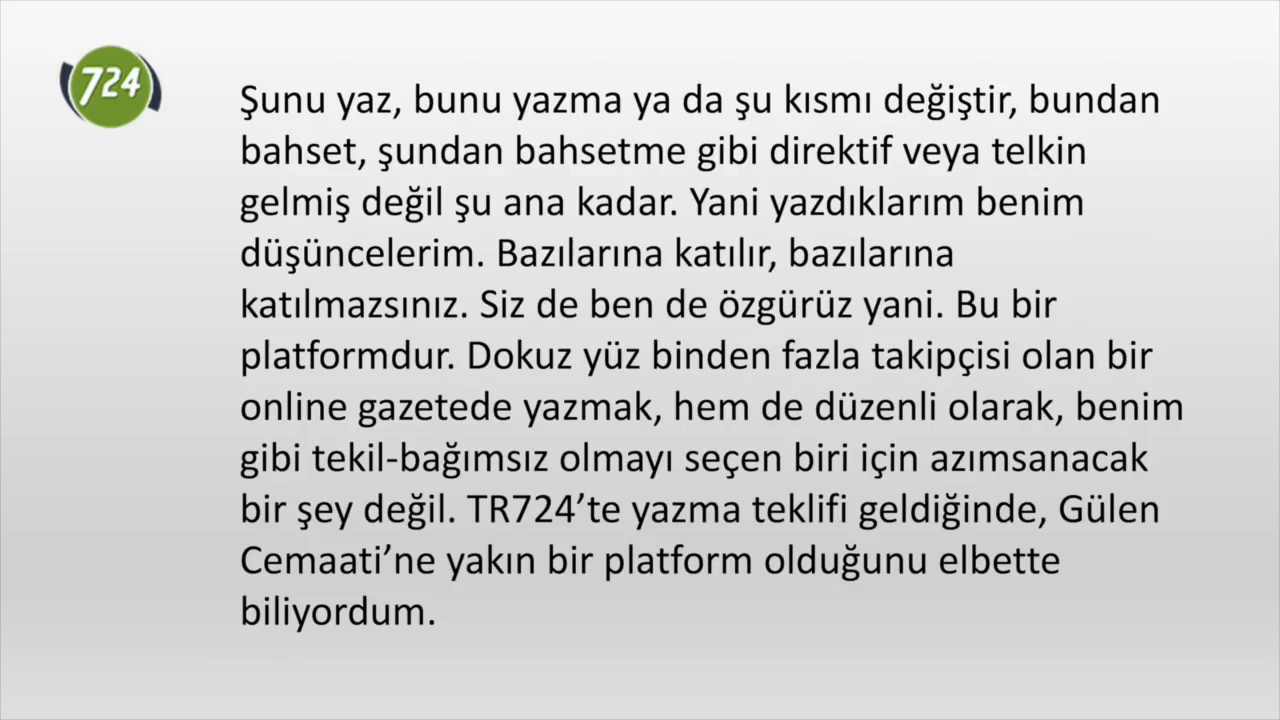 724
Şunu yaz, bunu yazma ya da şu kısmı değiştir, bundan
bahset, şundan bahsetme gibi direktif veya telkin
gelmiş değil şu ana kadar. Yani yazdıklarım benim
düşüncelerim. Bazılarına katılır, bazılarına
katılmazsınız. Siz de ben de özgürüz yani. Bu bir
platformdur. Dokuz yüz binden fazla takipçisi olan bir
online gazetede yazmak, hem de düzenli olarak, benim
gibi tekil-bağımsız olmayı seçen biri için azımsanacak
bir şey değil. TR724’te yazma teklifi geldiğinde, Gülen
Cemaati’ne yakın bir platform olduğunu elbette
biliyordum.